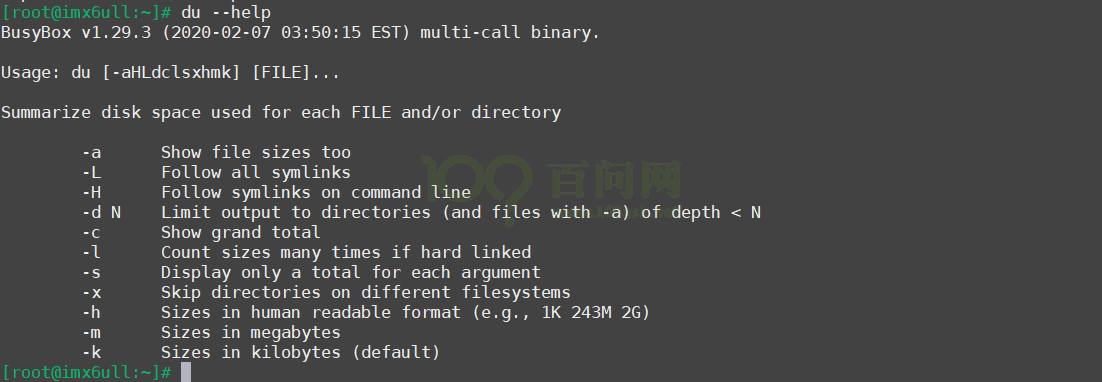 [root@imx6ull:~]# du --help
BusyBox v1.29.3 (2020-02-07 03:50:15 EST) multi-call binary.
Usage: du [-aHLdclsxhmk] [FILE]...
Summarize disk space used for each FILE and/or directory
-a Show file sizes too
-L Follow all symlinks
-H Follow symlinks on command line
-d N Limit output to directories (and files with -a) of depth < N
-c Show grand total
-l Count sizes many times if hard linked
-s Display only a total for each argument
-x Skip directories on different filesystems
-h Sizes in human readable format (e.g., 1K 243M 2G)
-m Sizes in megabytes
-k Sizes in kilobytes (default)
[root@imx6ull:~]#
100 百问网